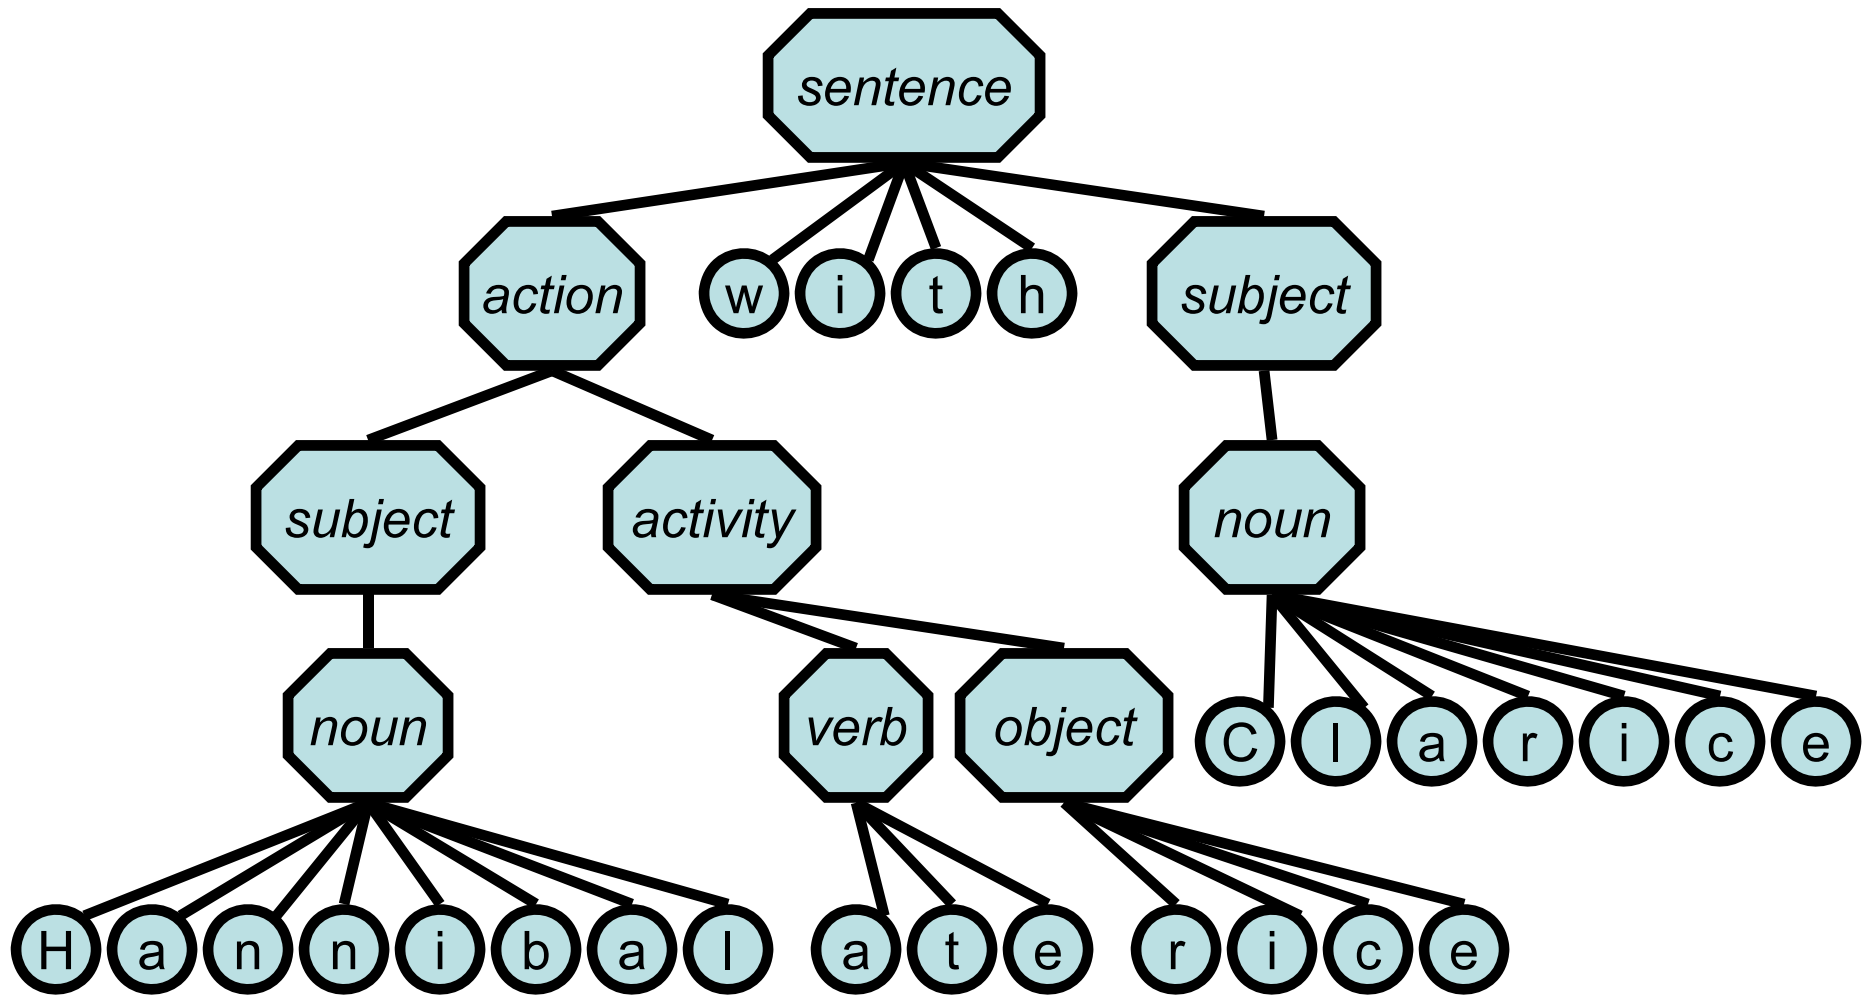 sentence
action w i t h subject
subject activity noun
noun verb object C l a r i c e
H a n n i b a l a t e r i c e